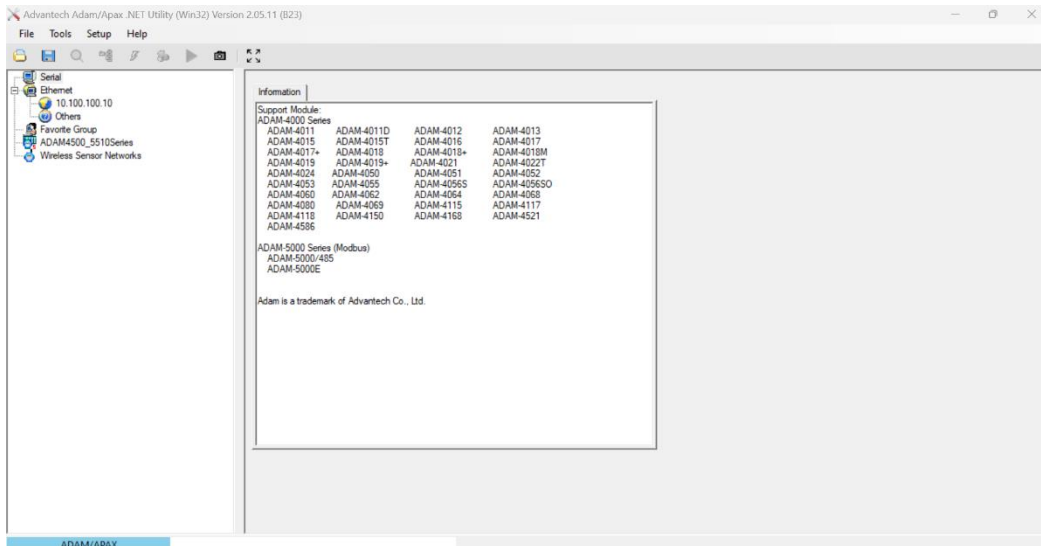 Advantech Adam/Apax .NET Utility (Win32) Version 2.05.11 (B23)
File Tools Setup Help
Serial
Ethernet
10.100.100.10
Others
Favorite Group
ADAM4500_5510Series
Wireless Sensor Networks
Information
Support Module:
ADAM-4000 Series
ADAM-4011 ADAM-4011D ADAM-4012 ADAM-4013
ADAM-4015 ADAM-4015T ADAM-4016 ADAM-4017
ADAM-4017+ ADAM-4018 ADAM-4018+ ADAM-4018M
ADAM-4019 ADAM-4019+ ADAM-4021 ADAM-4022T
ADAM-4024 ADAM-4050 ADAM-4051 ADAM-4052
ADAM-4053 ADAM-4055 ADAM-4056S ADAM-4056SO
ADAM-4060 ADAM-4062 ADAM-4064 ADAM-4068
ADAM-4080 ADAM-4069 ADAM-4115 ADAM-4117
ADAM-4118 ADAM-4150 ADAM-4168 ADAM-4521
ADAM-4586
ADAM-5000 Series (Modbus)
ADAM-5000/485
ADAM-5000E
Adam is a trademark of Advantech Co., Ltd.
ADAM/APAX